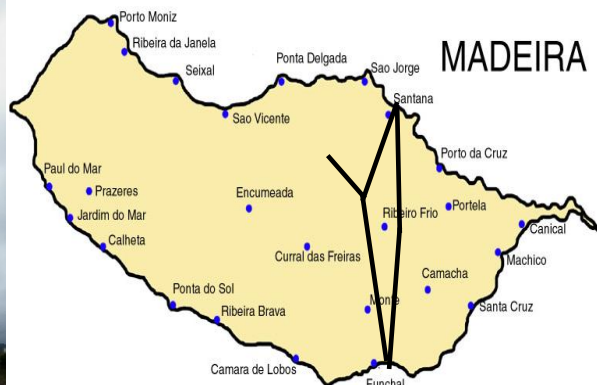 Porto Moniz
Ribeira da Janela
Seixal
Ponta Delgada
Sao Jorge
MADEIRA
Santana
Sao Vicente
Porto da Cruz
Paul do Mar
Prazeres
Encumeada
Portela
Jardim do Mar
Ribeiro Frio
Canical
Calheta
Curral das Freiras
Machico
Camacha
Ponta do Sol
Monte
Santa Cruz
Ribeira Brava
Camara de Lobos
Funchal